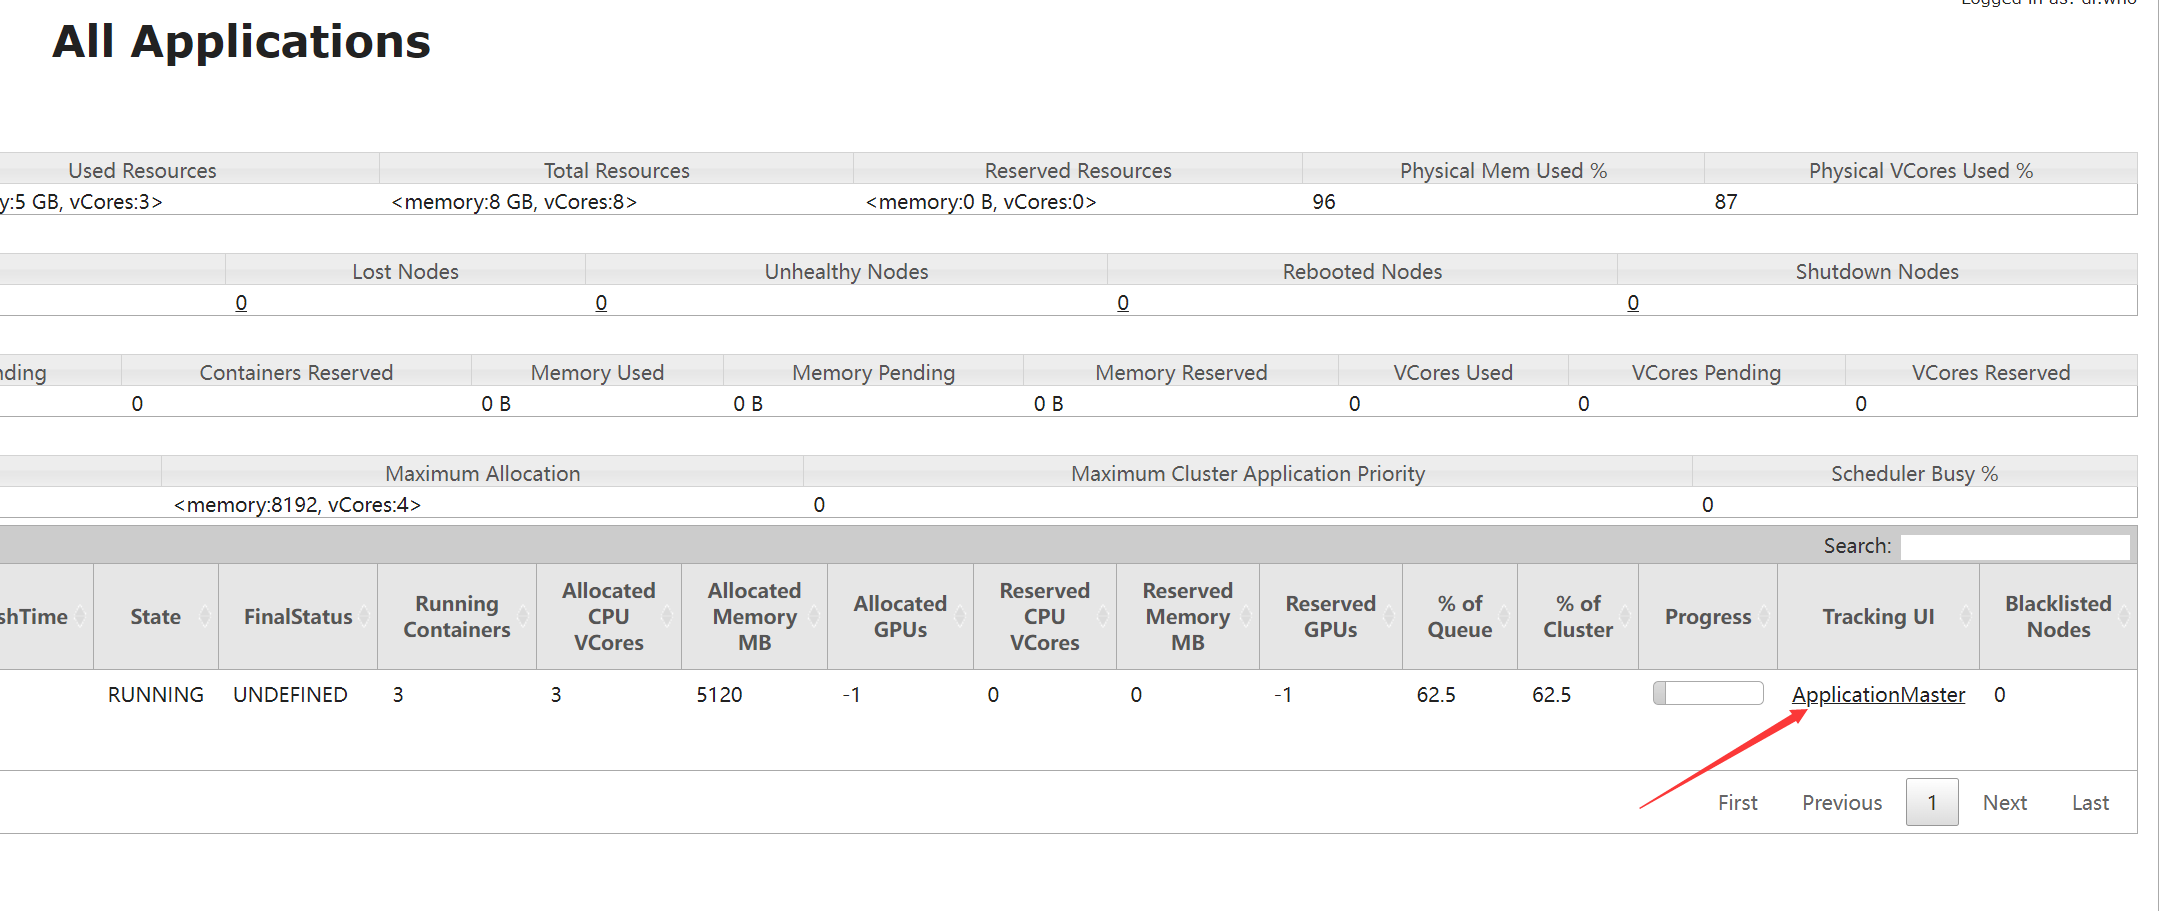 Logged in as: dr.who
All Applications
Used Resources Total Resources Reserved Resources Physical Mem Used % Physical VCores Used %
y:5 GB, vCores:3> <memory:8 GB, vCores:8> <memory:0 B, vCores:0> 96 87
Lost Nodes Unhealthy Nodes Rebooted Nodes Shutdown Nodes
0 0 0 0
nding Containers Reserved Memory Used Memory Pending Memory Reserved VCores Used VCores Pending VCores Reserved
0 0 B 0 B 0 B 0 0 0
Maximum Allocation Maximum Cluster Application Priority Scheduler Busy %
<memory:8192, vCores:4> 0 0
Search:
shTime State FinalStatus Running Containers Allocated CPU VCores Allocated Memory MB Allocated GPUs Reserved CPU VCores Reserved Memory MB Reserved GPUs % of Queue % of Cluster Progress Tracking UI Blacklisted Nodes
RUNNING UNDEFINED 3 3 5120 -1 0 0 -1 62.5 62.5 ApplicationMaster 0
First Previous 1 Next Last